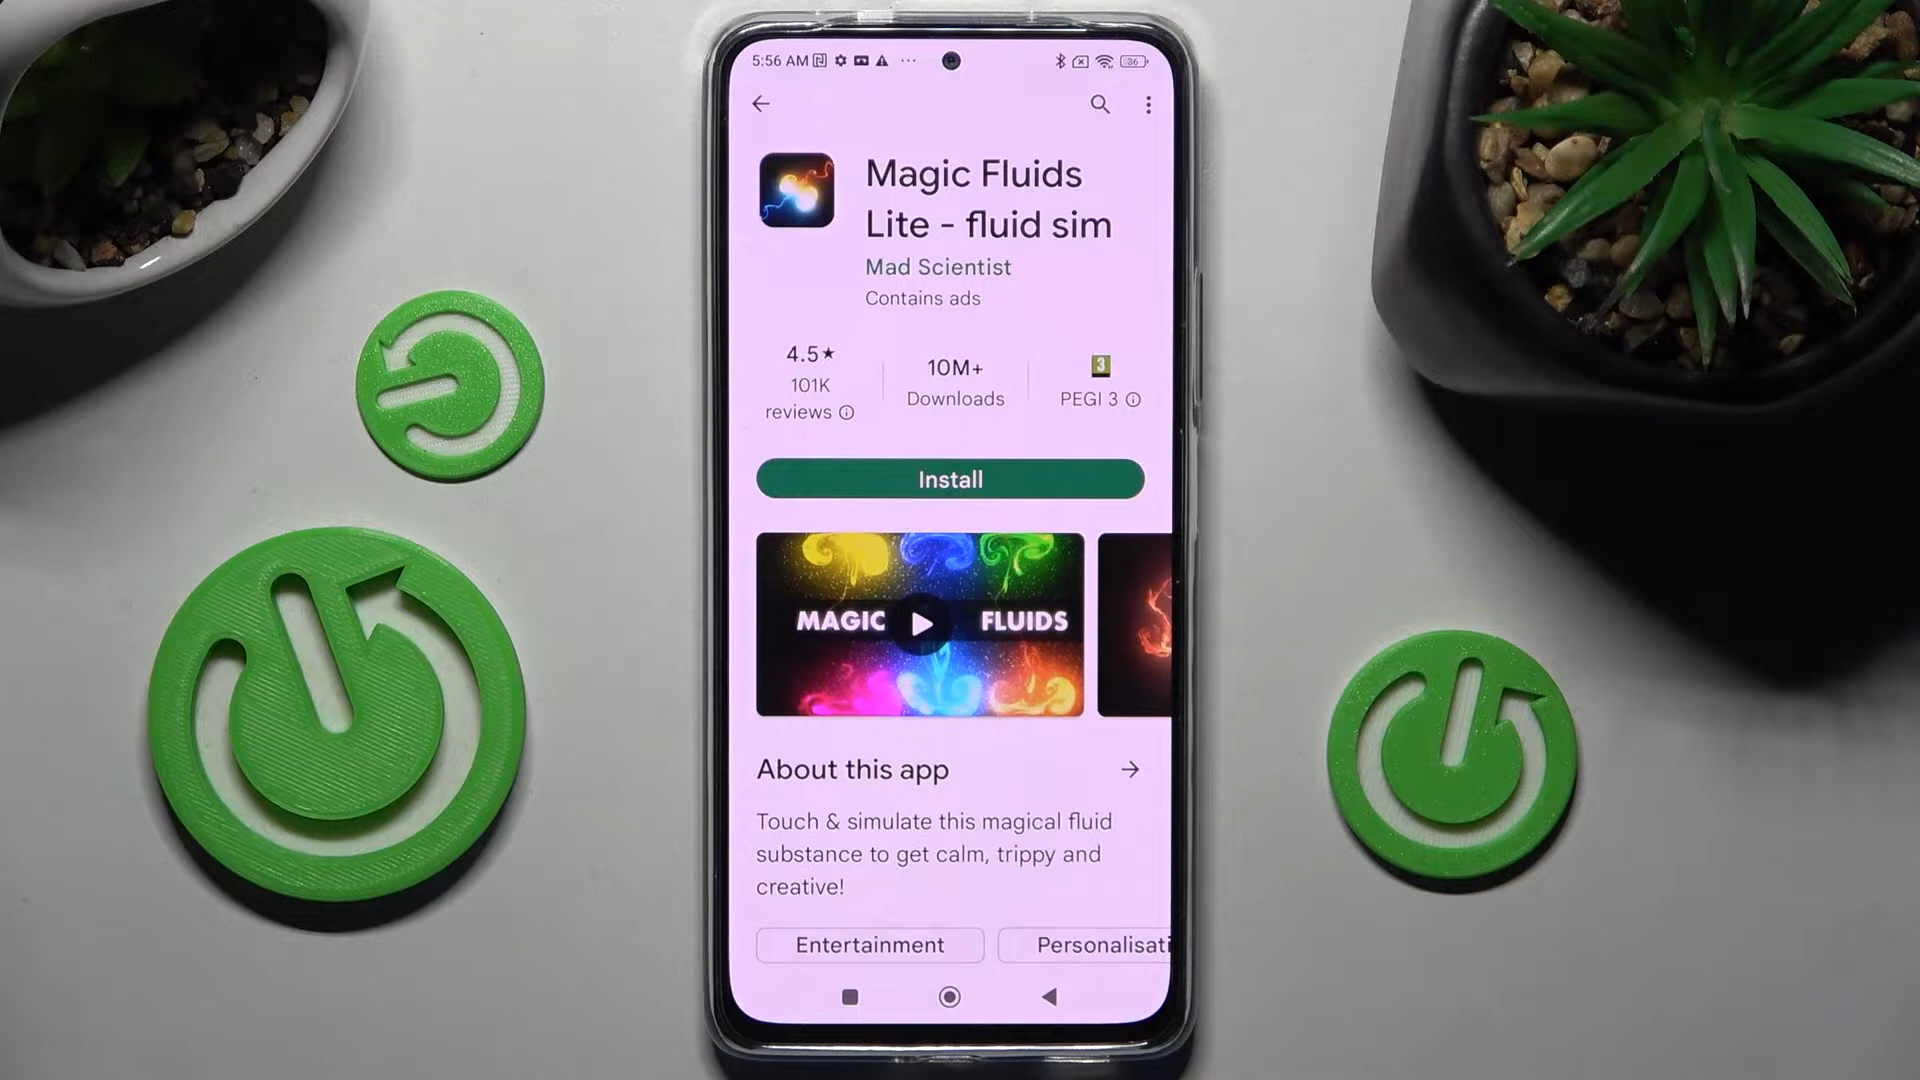 5:56 AM
36
Magic Fluids
Lite - fluid sim
Mad Scientist
Contains ads
4.5★
101K
reviews
10M+
Downloads
3
PEGI 3
Install
MAGIC FLUIDS
About this app
Touch & simulate this magical fluid
substance to get calm, trippy and
creative!
Entertainment
Personalisati